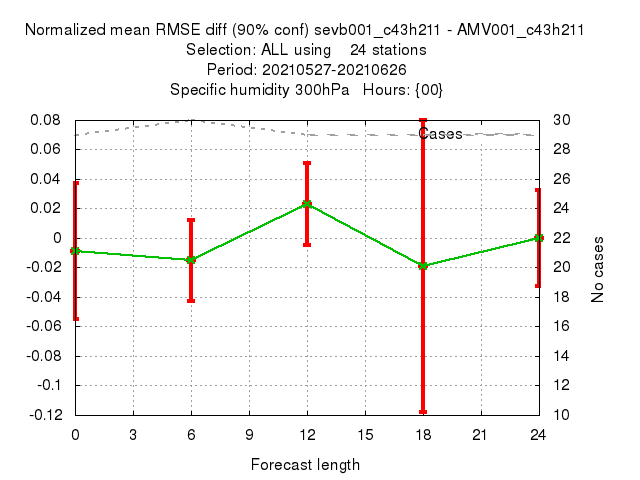 Normalized mean RMSE diff (90% conf) sevb001_c43h211 - AMV001_c43h211
Selection: ALL using 24 stations
Period: 20210527-20210626
Specific humidity 300hPa Hours: {00}
0.08 30
Cases
0.06 28
0.04 26
0.02 24
0 22
-0.02 20
-0.04 18
-0.06 16
-0.08 14
-0.1 12
-0.12 10
No cases
0 3 6 9 12 15 18 21 24
Forecast length